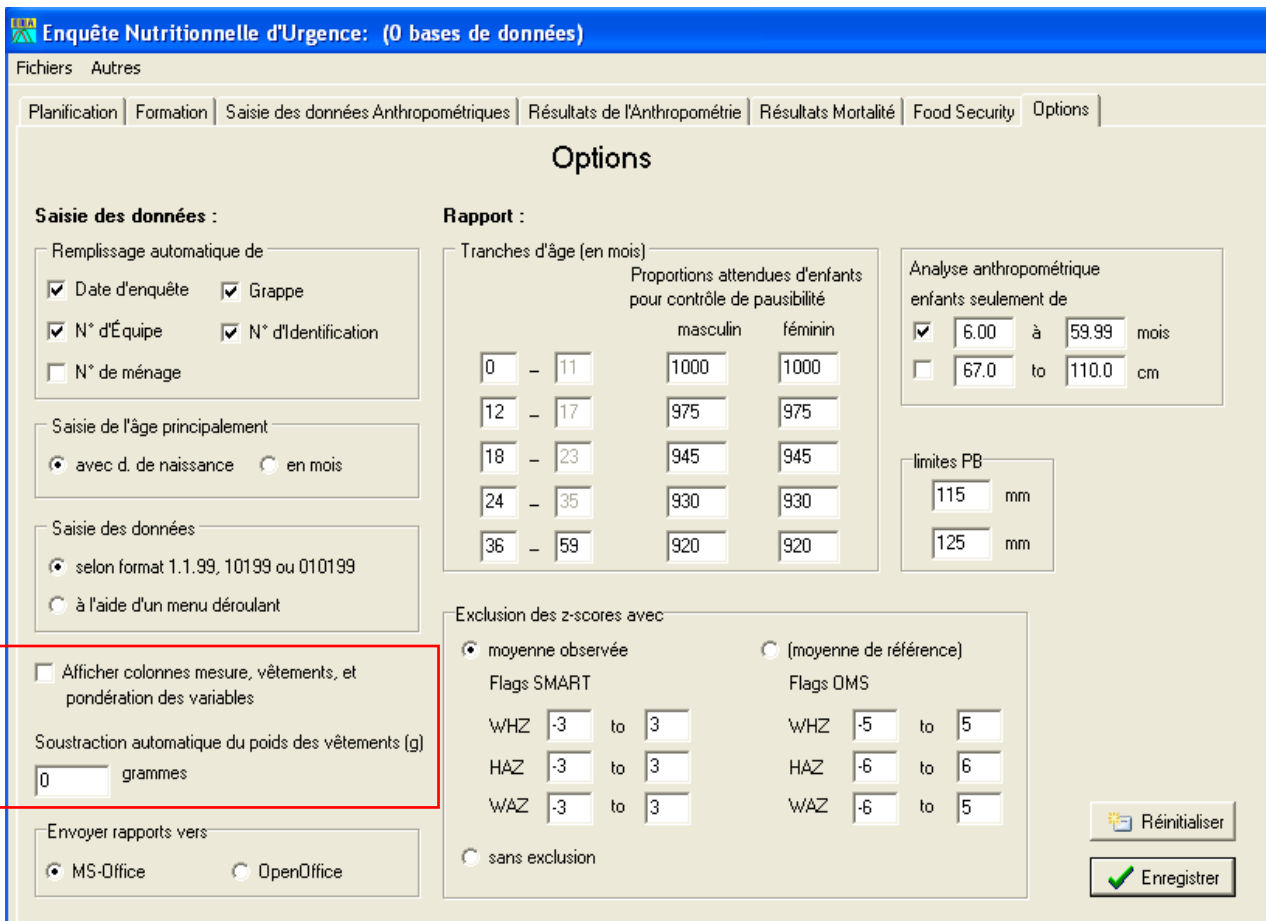 Enquête Nutritionnelle d'Urgence: (0 bases de données)
Fichiers Autres
Planification Formation Saisie des données Anthropométriques Résultats de l'Anthropométrie Résultats Mortalité Food Security Options
Options
Saisie des données :
Remplissage automatique de
Date d'enquête Grappe
N° d'Équipe N° d'Identification
N° de ménage
Saisie de l'âge principalement
avec d. de naissance en mois
Saisie des données
selon format 1.1.99, 10199 ou 010199
à l'aide d'un menu déroulant
Afficher colonnes mesure, vêtements, et
pondération des variables
Soustraction automatique du poids des vêtements (g)
0 grammes
Envoyer rapports vers
MS-Office OpenOffice
Rapport :
Tranches d'âge (en mois)
Proportions attendues d'enfants
pour contrôle de pausibilité
masculin féminin
0 - 11 1000 1000
12 - 17 975 975
18 - 23 945 945
24 - 35 930 930
36 - 59 920 920
Analyse anthropométrique
enfants seulement de
6.00 à 59.99 mois
67.0 to 110.0 cm
limites PB
115 mm
125 mm
Exclusion des z-scores avec
moyenne observée (moyenne de référence)
Flags SMART Flags OMS
WHZ -3 to 3 WHZ -5 to 5
HAZ -3 to 3 HAZ -6 to 6
WAZ -3 to 3 WAZ -6 to 5
sans exclusion
Réinitialiser
Enregistrer